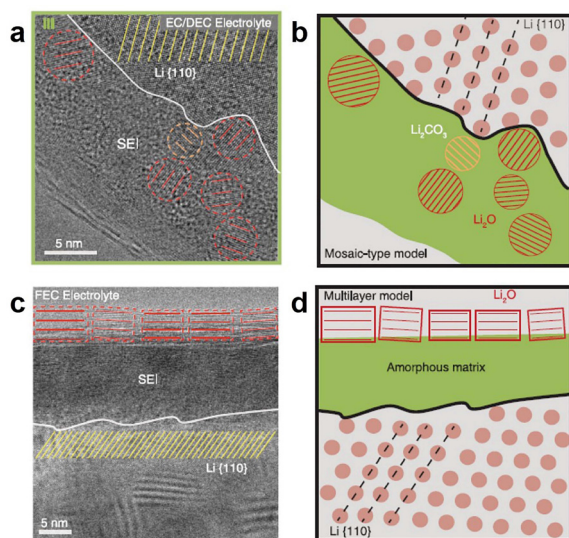 a
EC/DEC Electrolyte
Li {110}
SEI
5 nm
b
Li {110}
Li₂CO₃
Li₂O
Mosaic-type model
c
FEC Electrolyte
SEI
Li {110}
5 nm
d
Multilayer model
Li₂O
Amorphous matrix
Li {110}